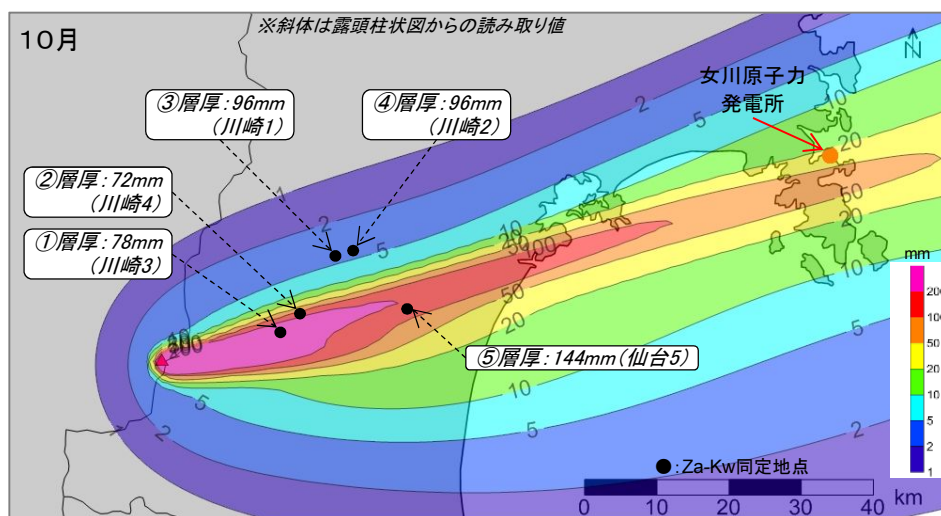 10月
※斜体は露頭柱状図からの読み取り値
N
女川原子力
発電所
③層厚:96mm
(川崎1)
④層厚:96mm
(川崎2)
②層厚:72mm
(川崎4)
①層厚:78mm
(川崎3)
⑤層厚:144mm(仙台5)
1
2
5
10
20
50
100
2
5
10
20
50
20
10
5
2
50
20
10
5
5
2
200
mm
200
100
50
20
10
5
2
1
●:Za-Kw同定地点
0 10 20 30 40 km